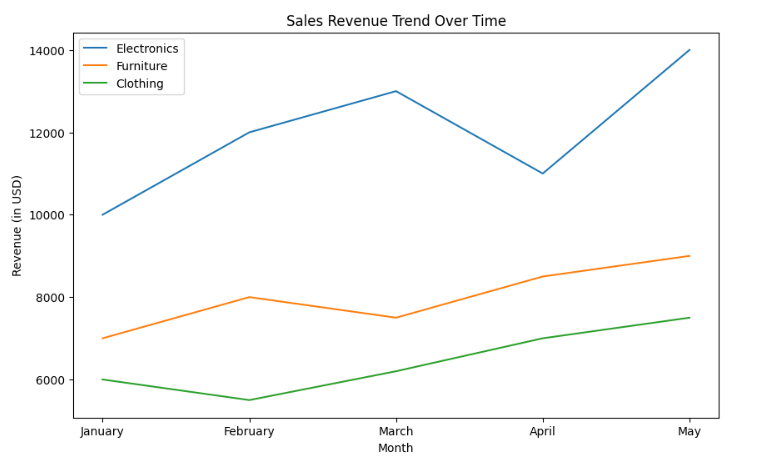 Sales Revenue Trend Over Time
Electronics
Furniture
Clothing
Revenue (in USD)
14000
12000
10000
8000
6000
January February March April May
Month